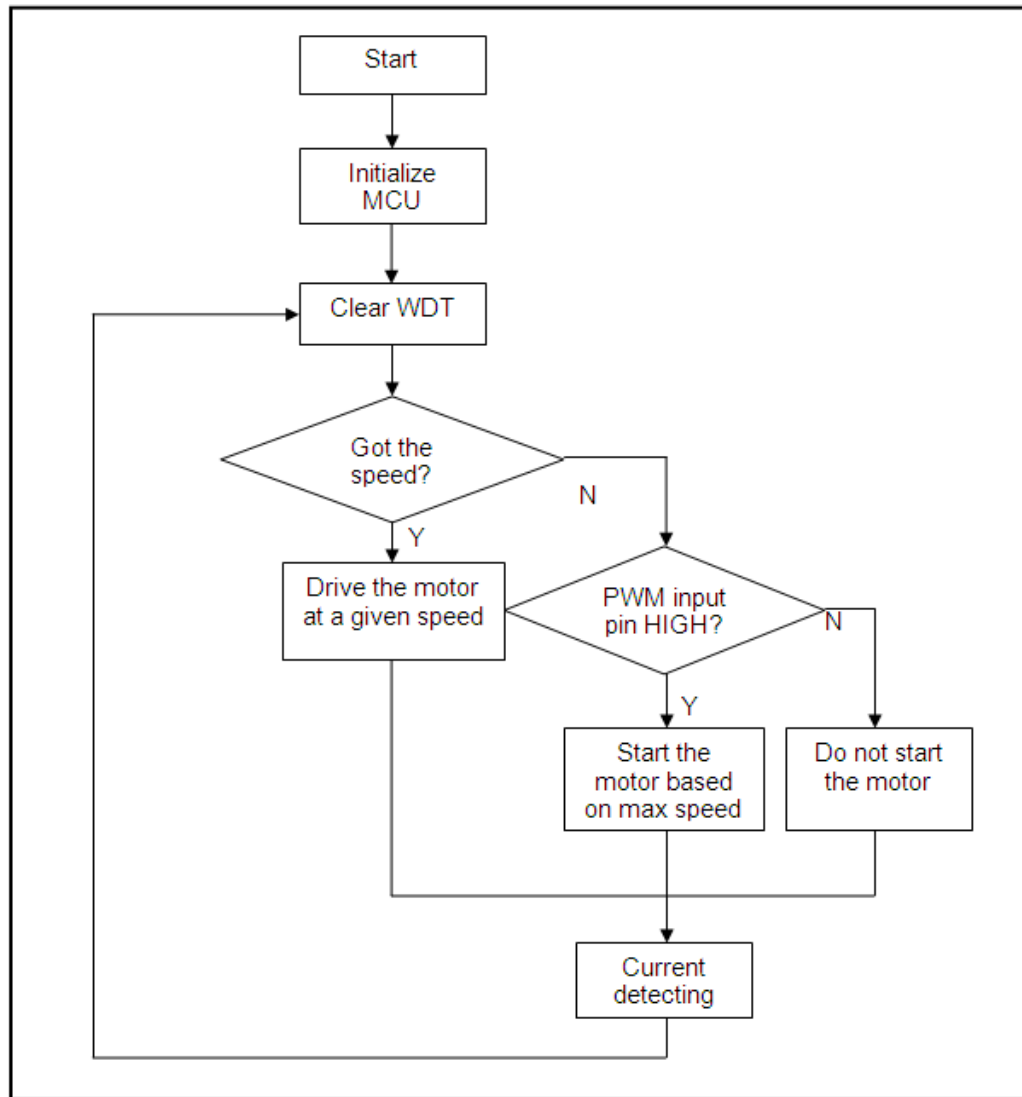 Start
Initialize
MCU
Clear WDT
Got the
speed?
N
Y
Drive the motor
at a given speed
PWM input
pin HIGH?
N
Y
Start the
motor based
on max speed
Do not start
the motor
Current
detecting